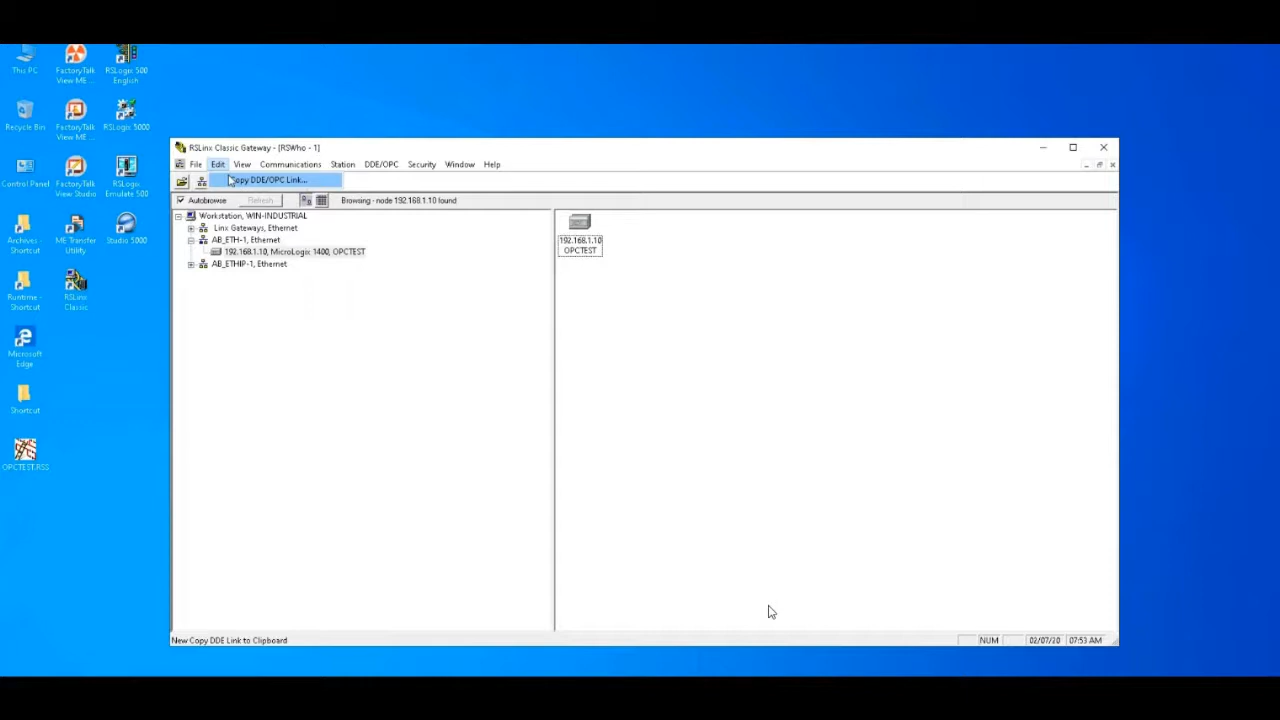 This PC
FactoryTalk
View ME ...
RSLogix 500
English
Recycle Bin
FactoryTalk
View ME ...
RSLogix 5000
Control Panel
FactoryTalk
View Studio
RSLogix
Emulate 500
Archives -
Shortcut
ME Transfer
Utility
Studio 5000
Runtime -
Shortcut
RSLinx
Classic
Microsoft
Edge
Shortcut
OPCTEST.RSS
RSLinx Classic Gateway - [RSWho - 1]
File Edit View Communications Station DDE/OPC Security Window Help
Copy DDE/OPC Link...
Autobrowse Refresh Browsing - node 192.168.1.10 found
Workstation, WIN-INDUSTRIAL
Linx Gateways, Ethernet
AB_ETH-1, Ethernet
192.168.1.10, MicroLogix 1400, OPCTEST
AB_ETHIP-1, Ethernet
192.168.1.10
OPCTEST
New Copy DDE Link to Clipboard
NUM 02/07/20 07:53 AM